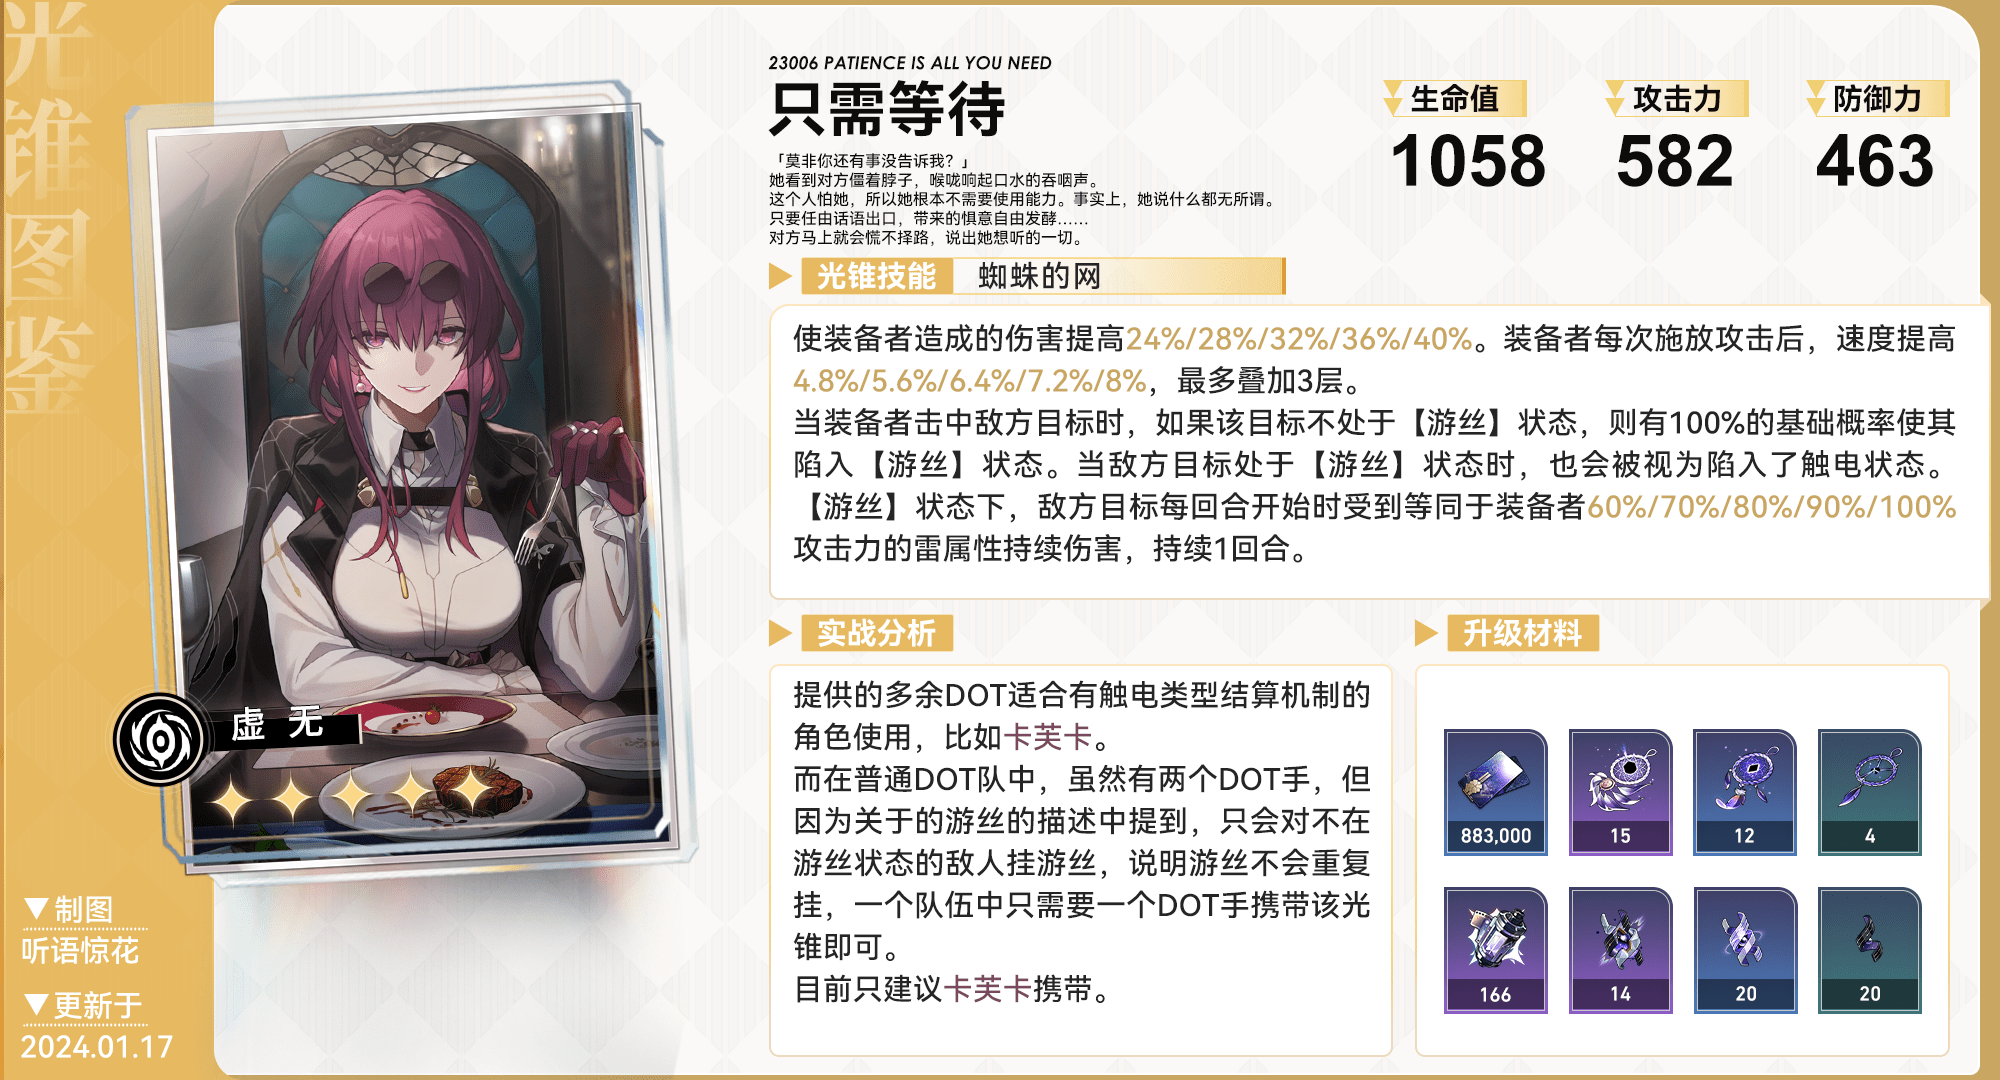 光锥图鉴
23006 PATIENCE IS ALL YOU NEED
只需等待
「莫非你还有事没告诉我？」
她看到对方僵着脖子，喉咙响起口水的吞咽声。
这个人怕她，所以她根本不需要使用能力。事实上，她说什么都无所谓。
只要任由话语出口，带来的惧意自由发酵……
对方马上就会慌不择路，说出她想听的一切。
生命值
1058
攻击力
582
防御力
463
光锥技能 蜘蛛的网
使装备者造成的伤害提高24%/28%/32%/36%/40%。装备者每次施放攻击后，速度提高
4.8%/5.6%/6.4%/7.2%/8%，最多叠加3层。
当装备者击中敌方目标时，如果该目标不处于【游丝】状态，则有100%的基础概率使其
陷入【游丝】状态。当敌方目标处于【游丝】状态时，也会被视为陷入了触电状态。
【游丝】状态下，敌方目标每回合开始时受到等同于装备者60%/70%/80%/90%/100%
攻击力的雷属性持续伤害，持续1回合。
虚无
实战分析
提供的多余DOT适合有触电类型结算机制的
角色使用，比如卡芙卡。
而在普通DOT队中，虽然有两个DOT手，但
因为关于的游丝的描述中提到，只会对不在
游丝状态的敌人挂游丝，说明游丝不会重复
挂，一个队伍中只需要一个DOT手携带该光
锥即可。
目前只建议卡芙卡携带。
升级材料
883,000
15
12
4
166
14
20
20
▼制图
听语惊花
▼更新于
2024.01.17